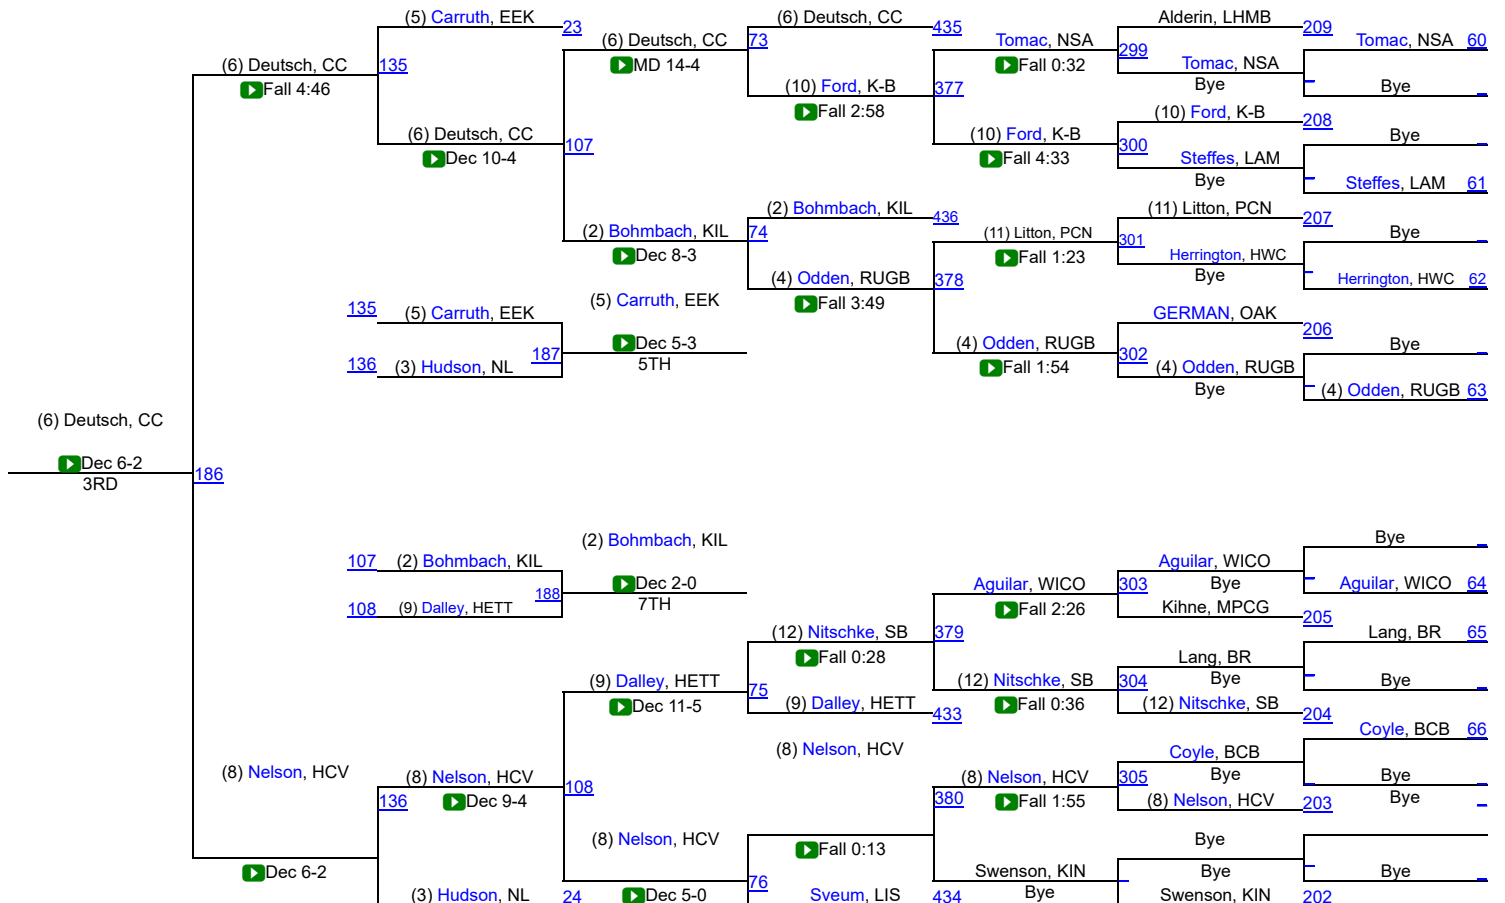 (5) Carruth, EEK
23
(6) Deutsch, CC
435
Alderin, LHMB
209
(6) Deutsch, CC
73
Tomac, NSA
299
Tomac, NSA 60
(6) Deutsch, CC
135
MD 14-4
Fall 0:32
Tomac, NSA
Fall 4:46
(10) Ford, K-B
377
Bye
Bye
Fall 2:58
(10) Ford, K-B
208
(6) Deutsch, CC
107
(10) Ford, K-B
300
Bye
Dec 10-4
Fall 4:33
Steffes, LAM
Bye
Steffes, LAM 61
(2) Bohmbach, KIL
436
(11) Litton, PCN
207
(2) Bohmbach, KIL
74
(11) Litton, PCN
301
Bye
Dec 8-3
Fall 1:23
Herrington, HWC
Bye
(4) Odden, RUGB
378
Herrington, HWC 62
(5) Carruth, EEK
Fall 3:49
135
(5) Carruth, EEK
GERMAN, OAK
206
Dec 5-3
(4) Odden, RUGB
302
Bye
136
(3) Hudson, NL
187
5TH
Fall 1:54
(4) Odden, RUGB
Bye
(4) Odden, RUGB 63
(6) Deutsch, CC
Dec 6-2
186
3RD
(2) Bohmbach, KIL
Bye
107
(2) Bohmbach, KIL
Aguilar, WICO
Dec 2-0
188
7TH
Aguilar, WICO
303
Bye
Aguilar, WICO 64
108
(9) Dalley, HETT
Fall 2:26
Kihne, MPCG
205
(12) Nitschke, SB
379
Lang, BR 65
Fall 0:28
Lang, BR
(9) Dalley, HETT
75
(12) Nitschke, SB
304
Bye
Bye
Dec 11-5
(9) Dalley, HETT
433
Fall 0:36
(12) Nitschke, SB
204
Coyle, BCB 66
(8) Nelson, HCV
Coyle, BCB
(8) Nelson, HCV
(8) Nelson, HCV
108
(8) Nelson, HCV
305
Bye
Bye
136
Dec 9-4
380
Fall 1:55
(8) Nelson, HCV
203
Bye
(8) Nelson, HCV
Bye
Fall 0:13
Dec 6-2
Swenson, KIN
Bye
Bye
76
Bye
(3) Hudson, NL
24
Dec 5-0
Sveum, LIS
434
Swenson, KIN
202